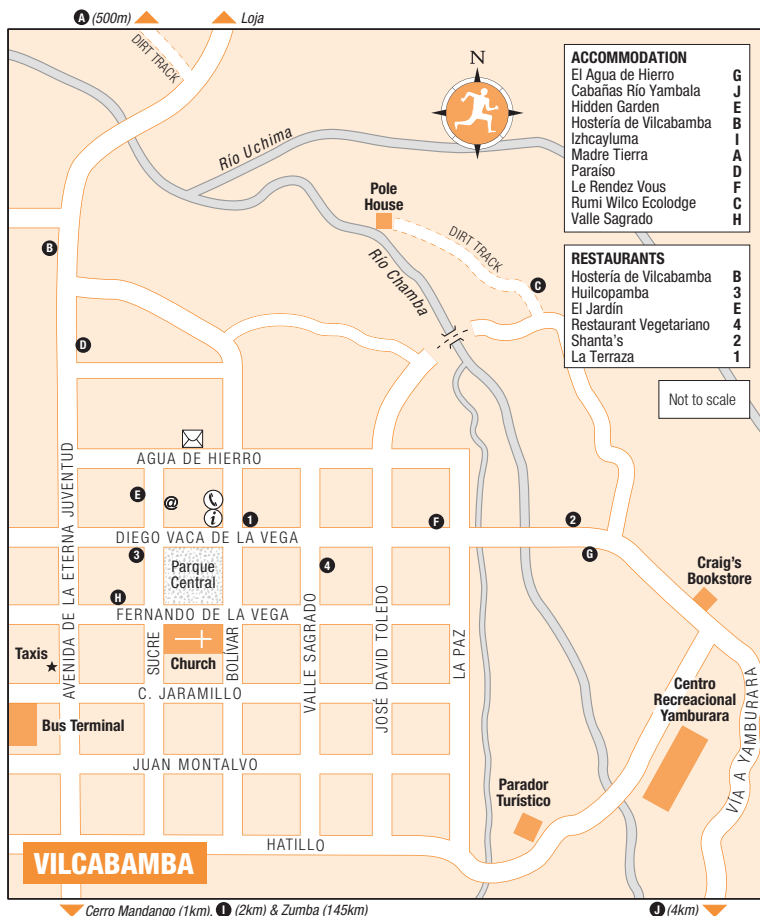 A (500m)
Loja
DIRT TRACK
N
ACCOMMODATION
El Agua de Hierro G
Cabañas Río Yambala J
Hidden Garden E
Hostería de Vilcabamba B
Izhcayluma I
Madre Tierra A
Paraíso D
Le Rendez Vous F
Rumi Wilco Ecolodge C
Valle Sagrado H
RESTAURANTS
Hostería de Vilcabamba B
Huilcopamba 3
El Jardín E
Restaurant Vegetariano 4
Shanta's 2
La Terraza 1
Not to scale
Río Uchima
Pole
House
DIRT TRACK
Río Chamba
B
C
D
AGUA DE HIERRO
E
@
i
1
F
2
DIEGO VACA DE LA VEGA
3
Parque
Central
4
G
H
Craig's
Bookstore
FERNANDO DE LA VEGA
AVENIDA DE LA ETERNA JUVENTUD
SUCRE
BOLÍVAR
VALLE SAGRADO
JOSÉ DAVID TOLEDO
LA PAZ
Taxis
Church
C. JARAMILLO
Centro
Recreacional
Yamburara
VÍA A YAMBURARA
Bus Terminal
JUAN MONTALVO
Parador
Turístico
HATILLO
VILCABAMBA
Cerro Mandango (1km), I (2km) & Zumba (145km)
J (4km)